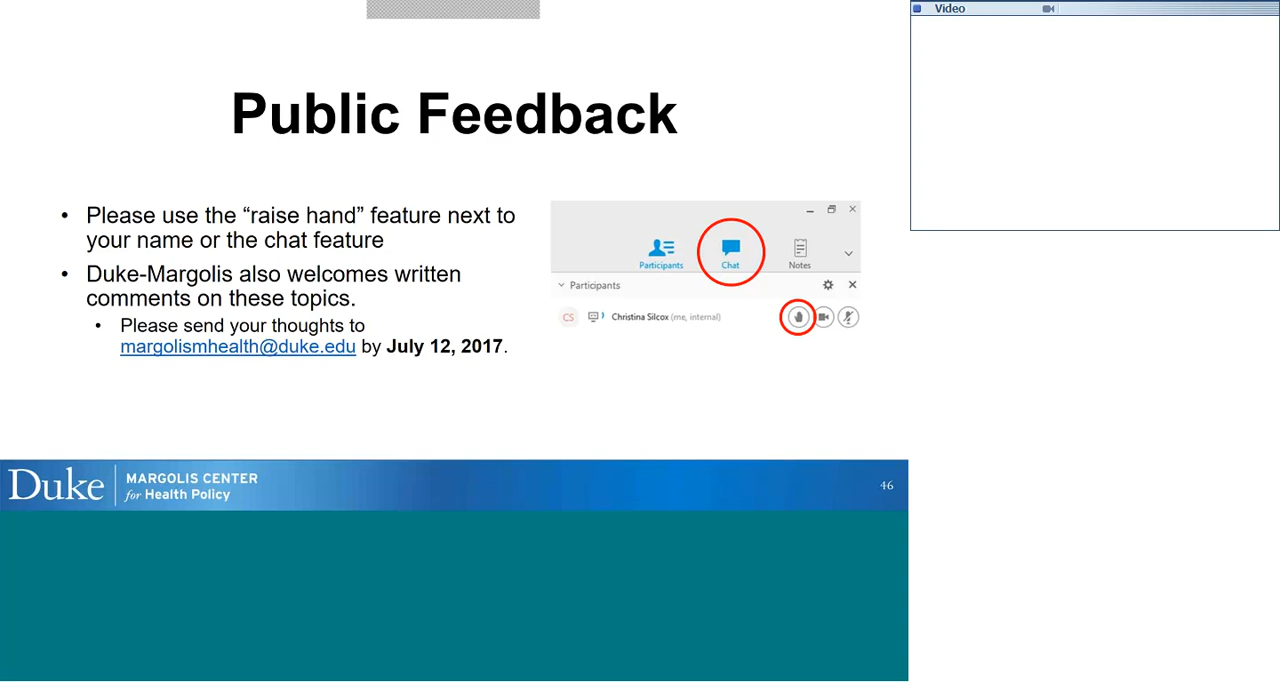 Video
Public Feedback
• Please use the “raise hand” feature next to
your name or the chat feature
• Duke-Margolis also welcomes written
comments on these topics.
• Please send your thoughts to
margolismhealth@duke.edu by July 12, 2017.
Participants
Chat
Notes
Participants
CS Christina Silcox (me, internal)
Duke MARGOLIS CENTER
for Health Policy
46